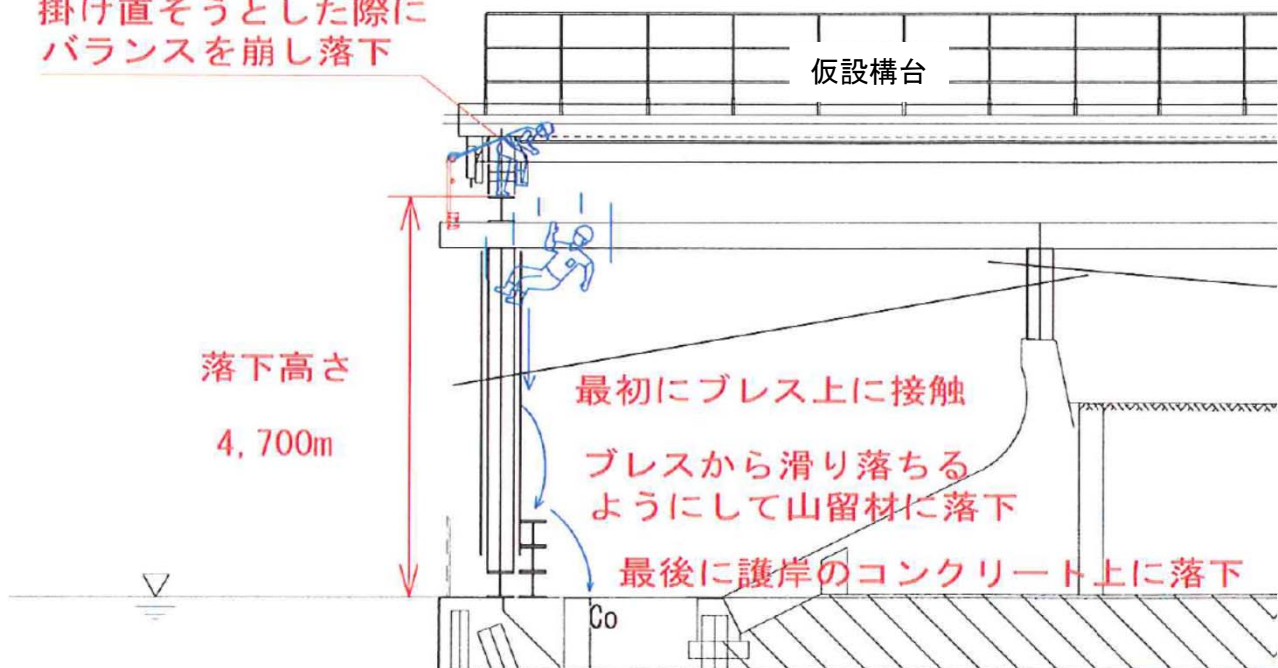 掛け直そうとした際に
バランスを崩し落下
仮設構台
落下高さ
4,700m
最初にブレス上に接触
ブレスから滑り落ちる
ようにして山留材に落下
最後に護岸のコンクリート上に落下
Co